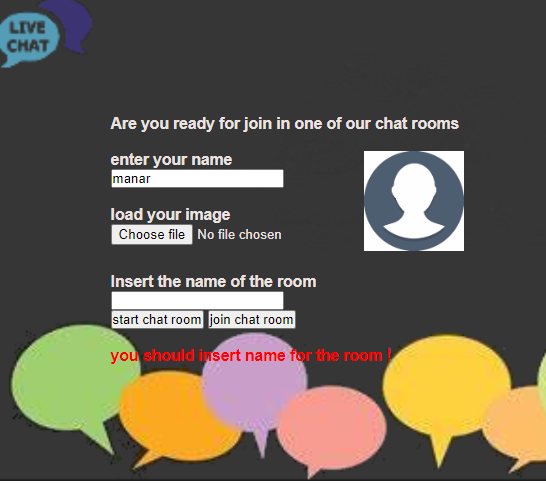 LIVE
CHAT
Are you ready for join in one of our chat rooms
enter your name
manar
load your image
Choose file No file chosen
Insert the name of the room
start chat room join chat room
you should insert name for the room !